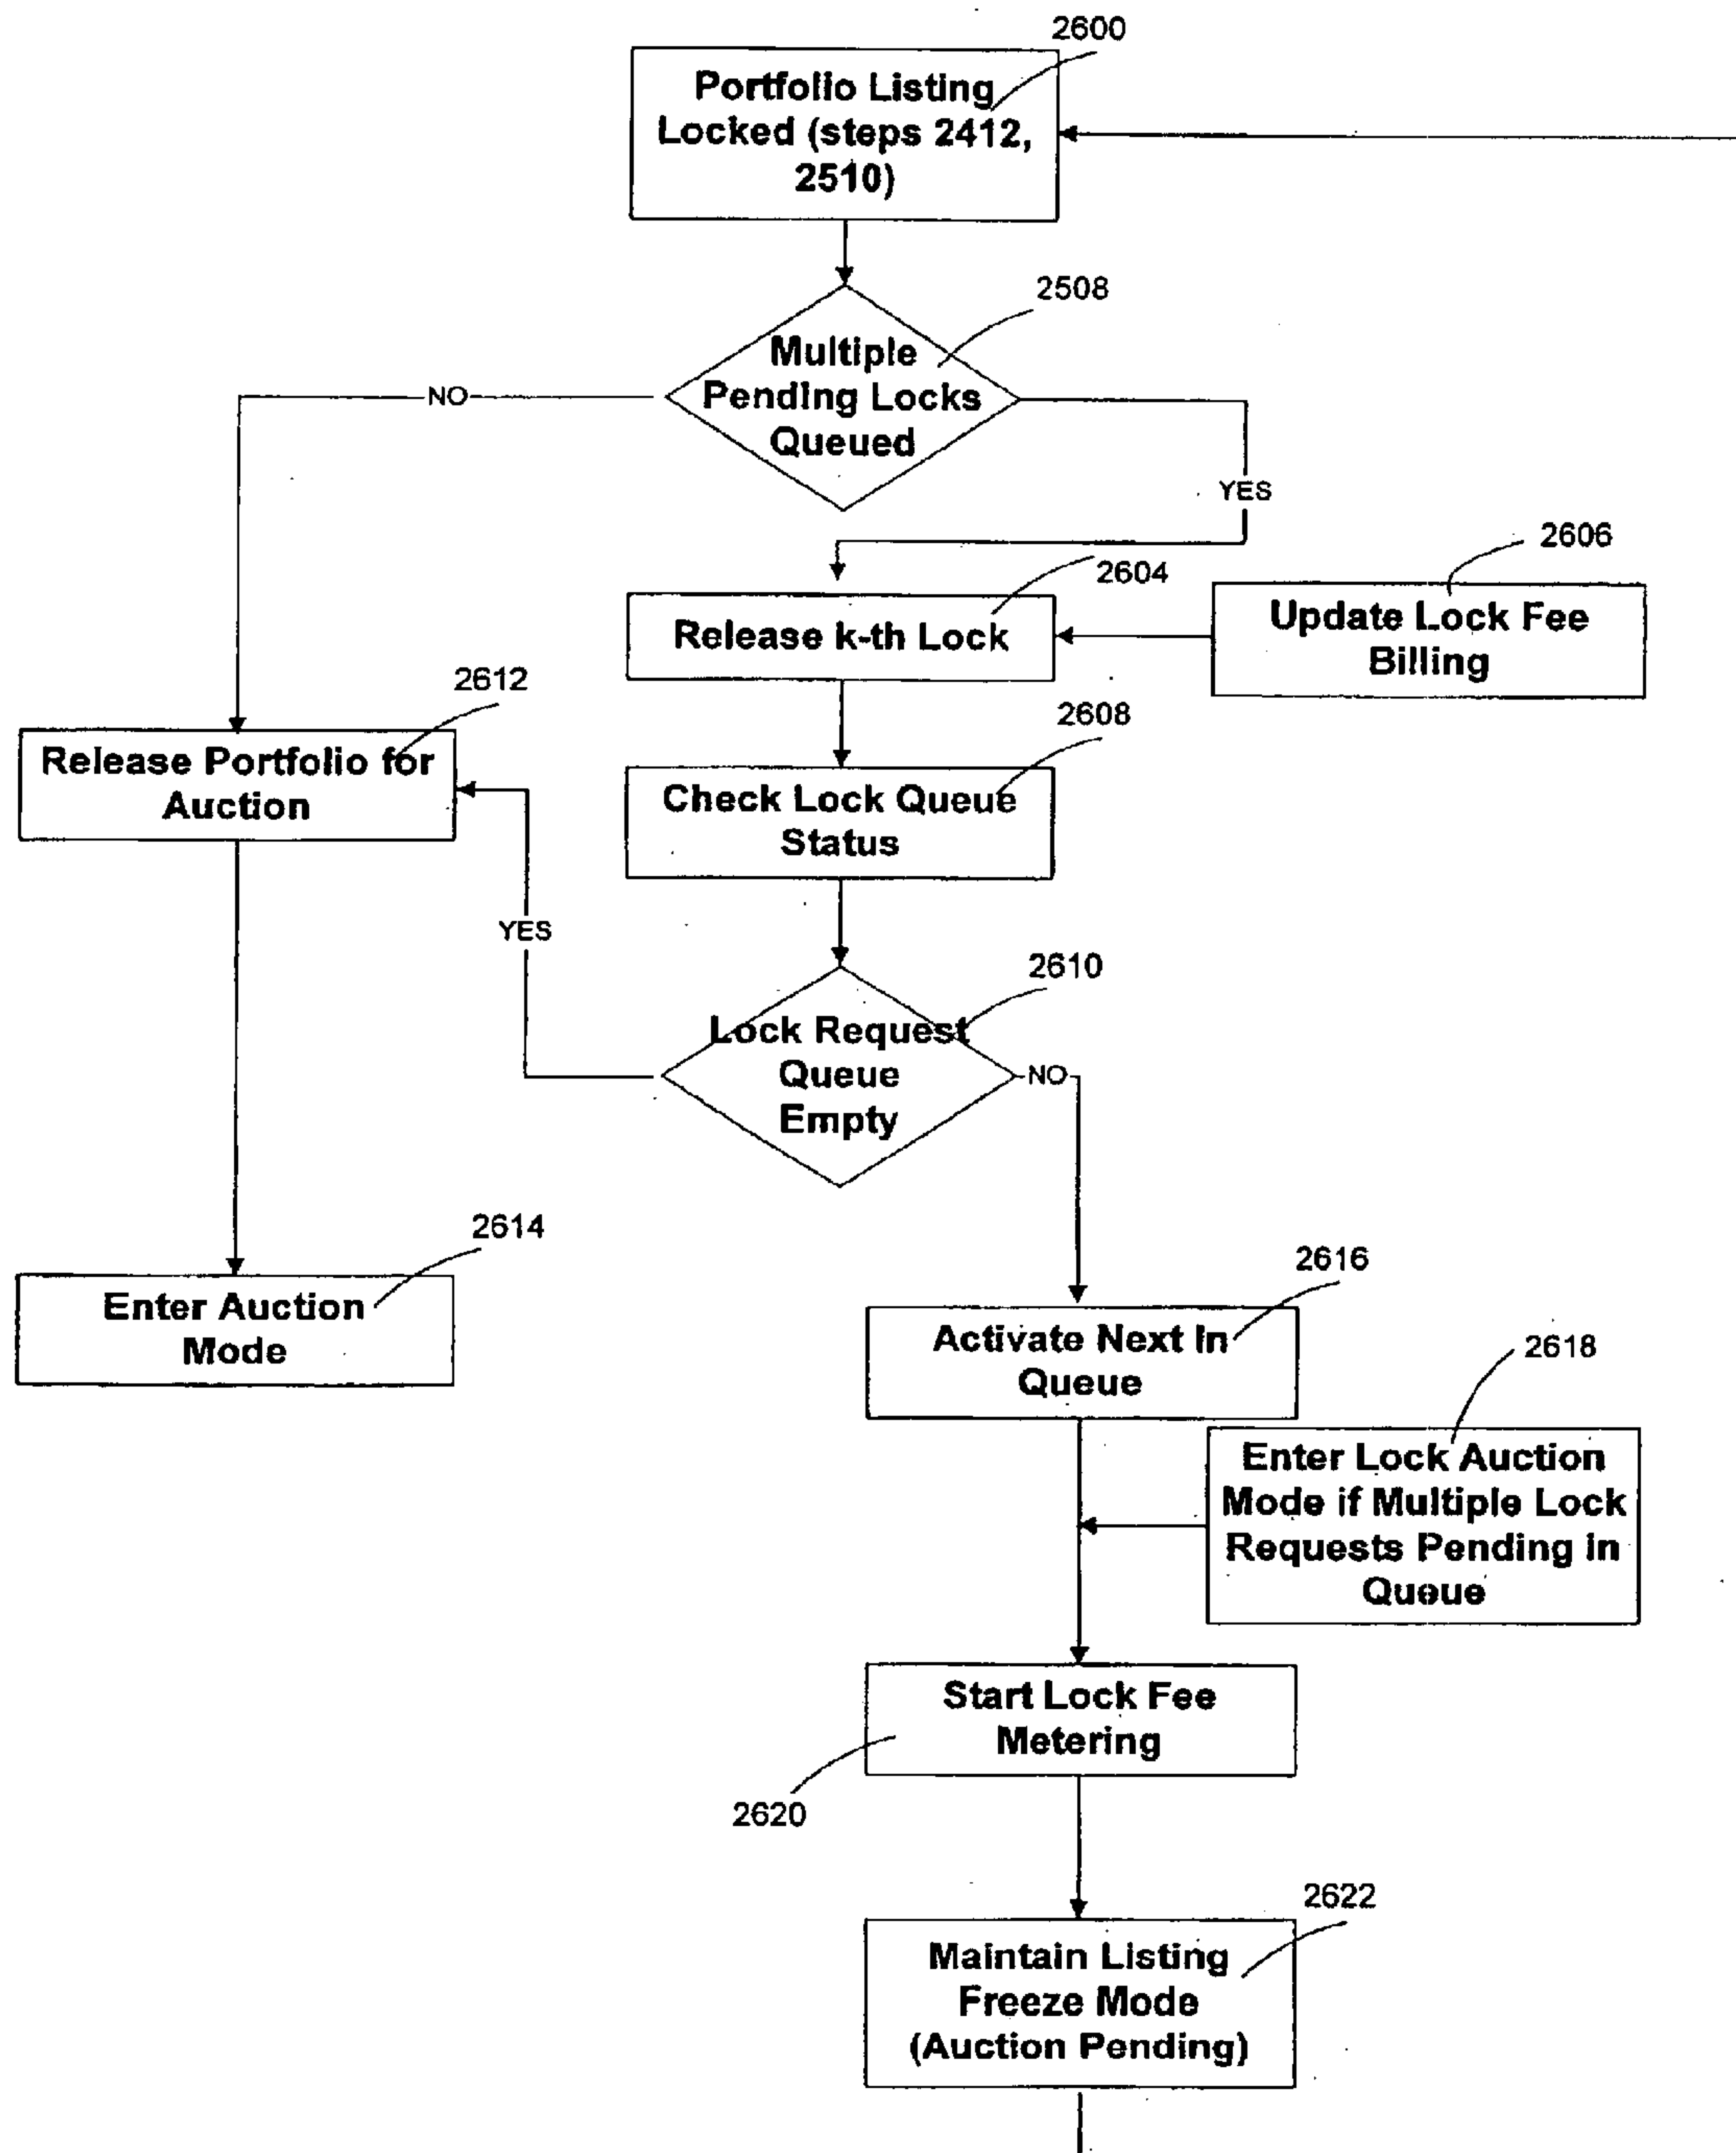 2600
Portfolio Listing
Locked (steps 2412,
2510)
2508
Multiple
Pending Locks
Queued
NO
YES
2606
2604
Update Lock Fee
Billing
Release k-th Lock
2612
2608
Release Portfolio for
Auction
Check Lock Queue
Status
YES
2610
Lock Request
Queue
Empty
NO
2614
2616
Enter Auction
Mode
Activate Next In
Queue
2618
Enter Lock Auction
Mode if Multiple Lock
Requests Pending in
Queue
Start Lock Fee
Metering
2620
2622
Maintain Listing
Freeze Mode
(Auction Pending)